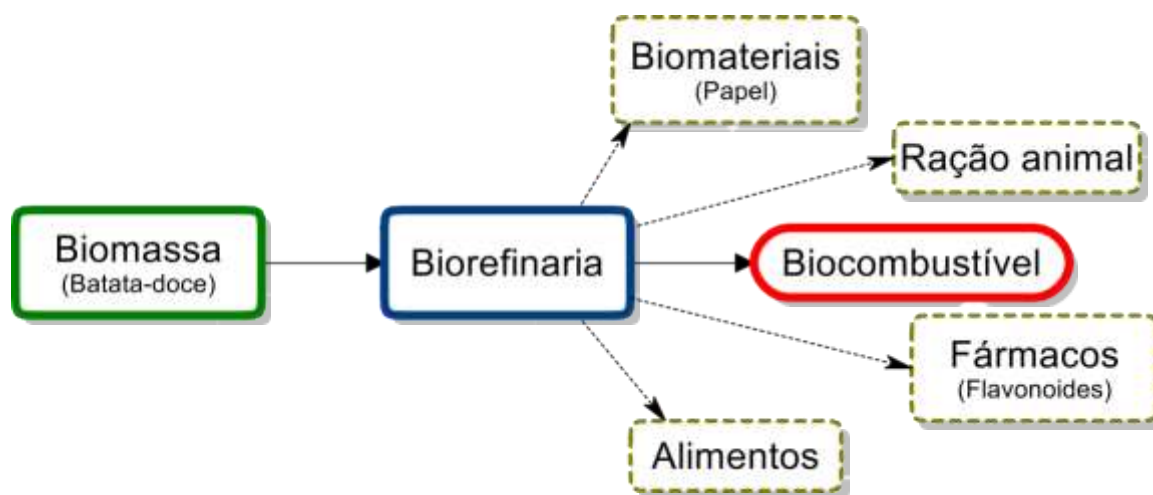 Biomateriais
(Papel)
Ração animal
Biomassa
(Batata-doce)
Biorefinaria
Biocombustível
Fármacos
(Flavonoides)
Alimentos